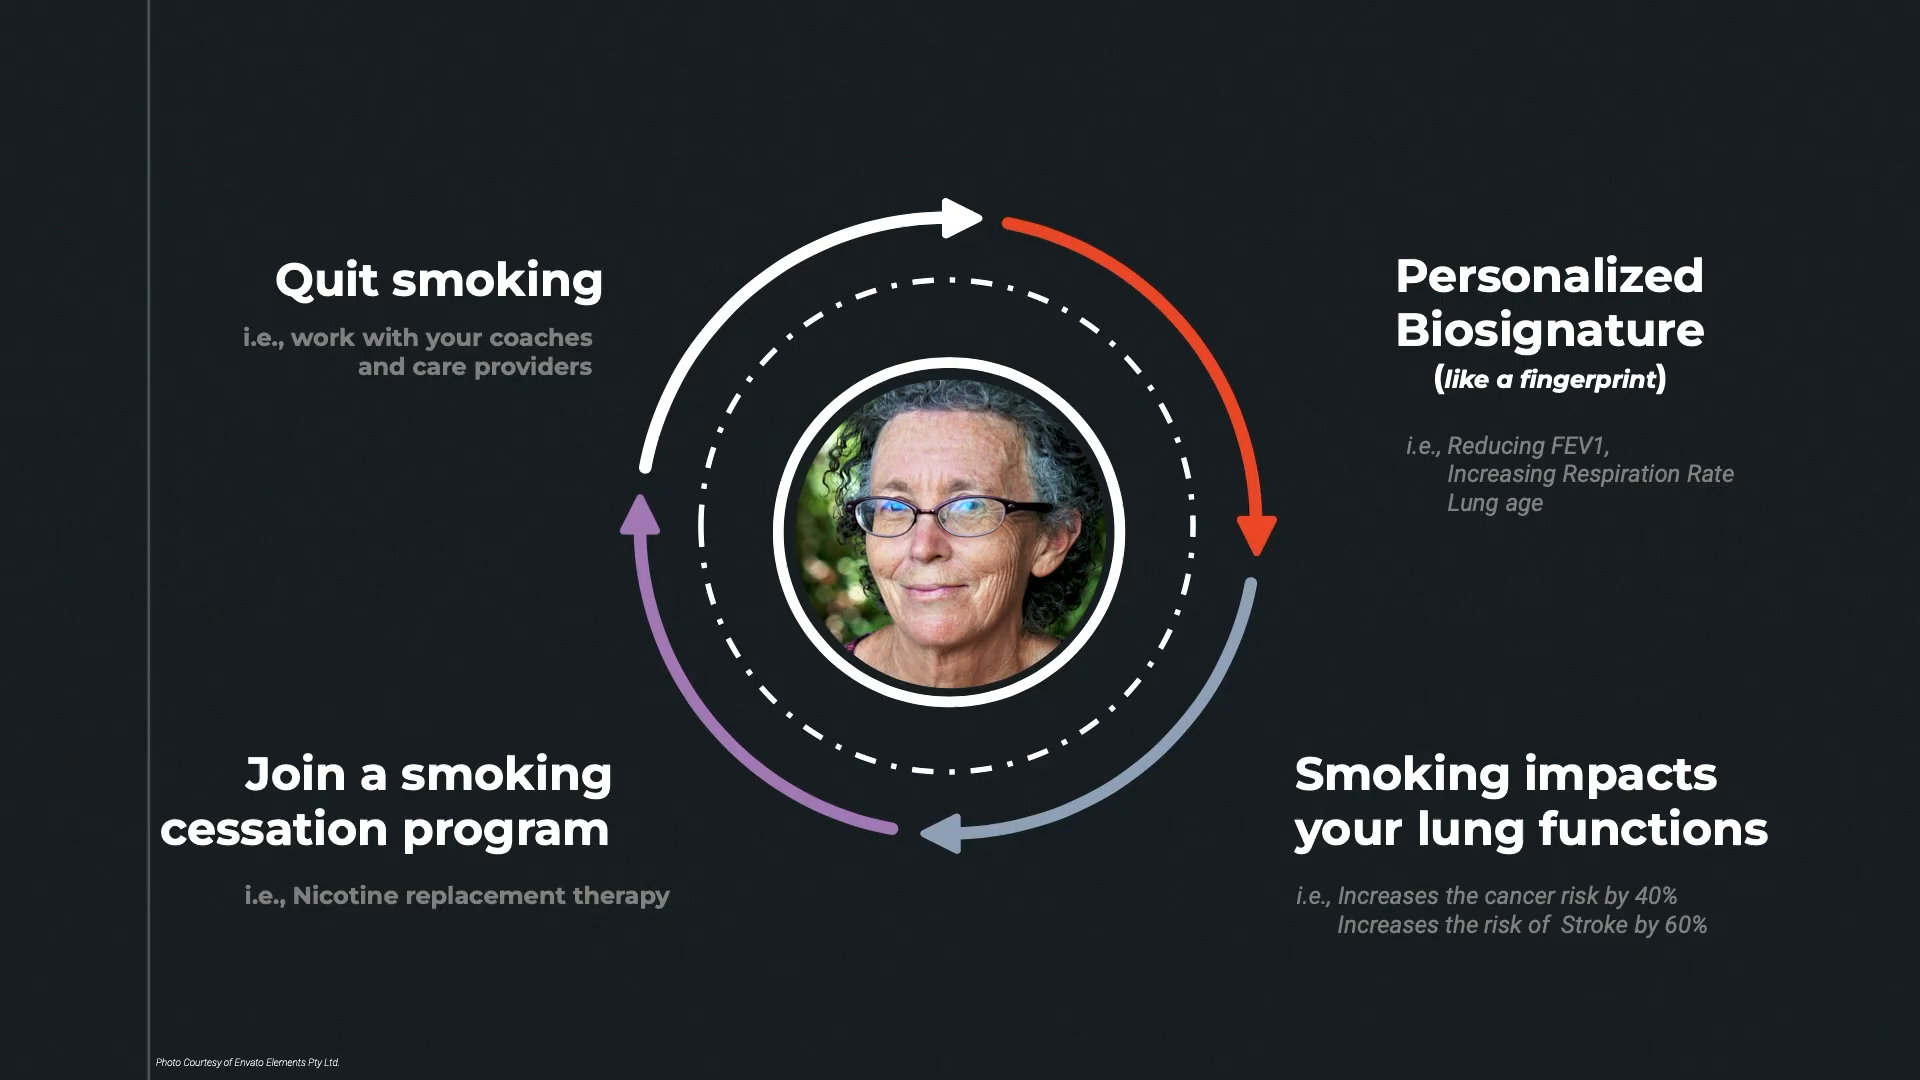 Quit smoking
i.e., work with your coaches
and care providers
Personalized
Biosignature
(like a fingerprint)
i.e., Reducing FEV1,
Increasing Respiration Rate
Lung age
Join a smoking
cessation program
i.e., Nicotine replacement therapy
Smoking impacts
your lung functions
i.e., Increases the cancer risk by 40%
Increases the risk of  Stroke by 60%
Photo Courtesy of Envato Elements Pty Ltd.